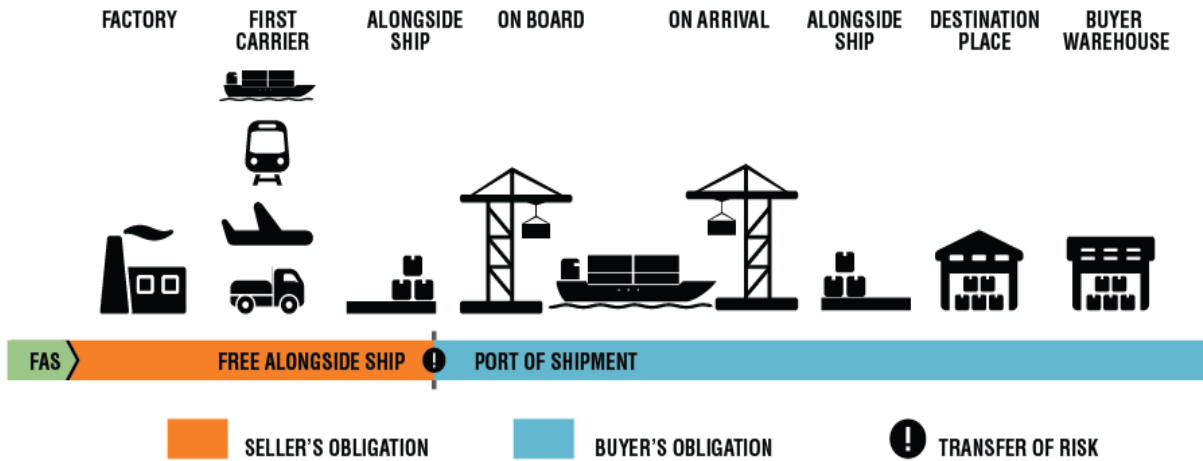 FACTORY
FIRST
CARRIER
ALONGSIDE
SHIP
ON BOARD
ON ARRIVAL
ALONGSIDE
SHIP
DESTINATION
PLACE
BUYER
WAREHOUSE
FAS
FREE ALONGSIDE SHIP
!
PORT OF SHIPMENT
SELLER'S OBLIGATION
BUYER'S OBLIGATION
!
TRANSFER OF RISK